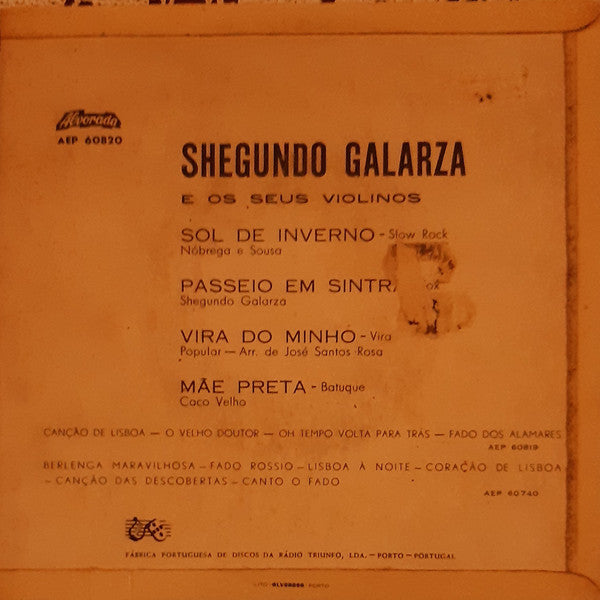 Alvorada
AEP 60820
SHEGUNDO GALARZA
E OS SEUS VIOLINOS
SOL DE INVERNO - Slow Rock
Nóbrega e Sousa
PASSEIO EM
Shegundo Galarza
VIRA DO MINHO - Vira
Popular — Arr. de José Santos Rosa
MÃE PRETA - Batuque
Caco Velho
CANÇÃO DE LISBOA — O VELHO DOUTOR — OH TEMPO VOLTA PARA TRÁS — FADO DOS ALAMARES
AEP 60819
BERLENGA MARAVILHOSA — FADO ROSSIO — LISBOA À NOITE — CORAÇÃO DE LISBOA
— CANÇÃO DAS DESCOBERTAS — CANTO O FADO
AEP 60740
FÁBRICA PORTUGUESA DE DISCOS DA RÁDIO TRIUNFO, LDA. — PORTO — PORTUGAL
LITO ALVORADA PORTO